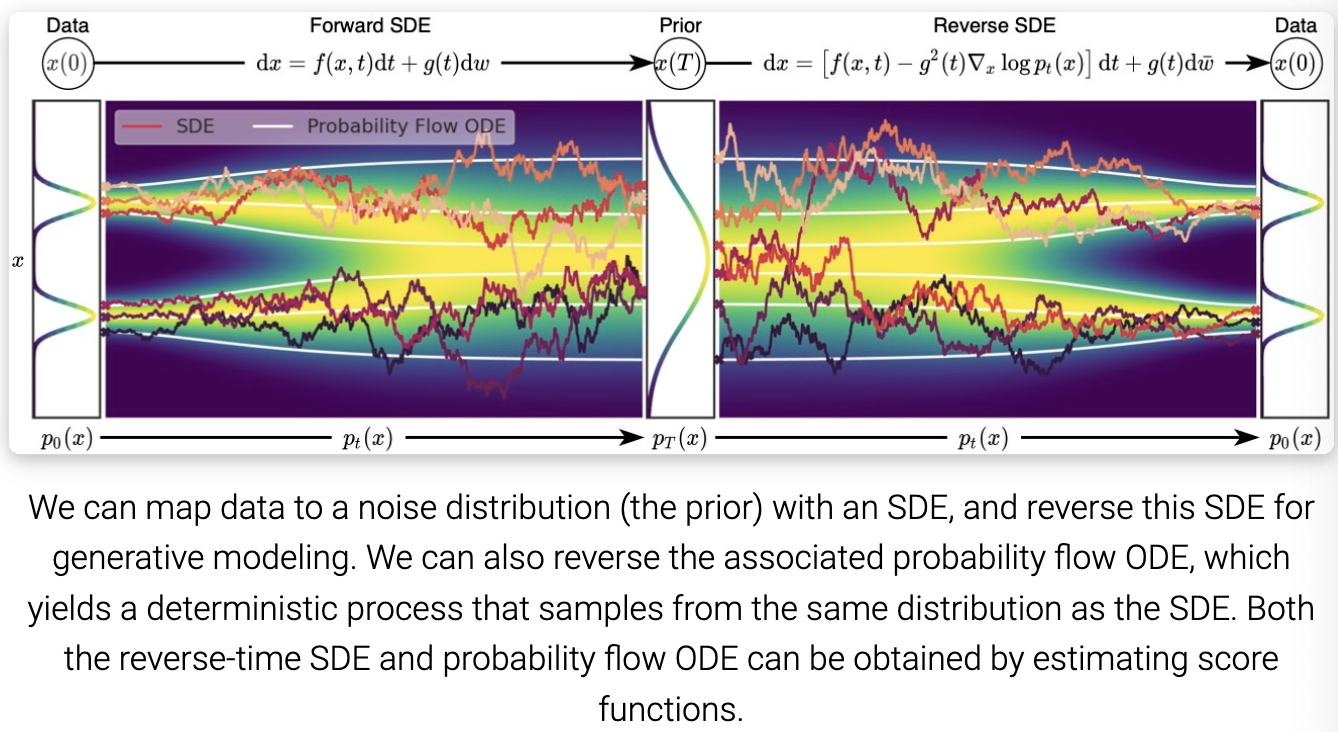 Data Forward SDE Prior Reverse SDE Data
x(0) dx = f(x,t)dt + g(t)dw x(T) dx = [f(x,t) − g²(t)∇ₓ log pₜ(x)] dt + g(t)dw̄ x(0)
SDE Probability Flow ODE
x
p₀(x) pₜ(x) p_T(x) pₜ(x) p₀(x)
We can map data to a noise distribution (the prior) with an SDE, and reverse this SDE for
generative modeling. We can also reverse the associated probability flow ODE, which
yields a deterministic process that samples from the same distribution as the SDE. Both
the reverse-time SDE and probability flow ODE can be obtained by estimating score
functions.